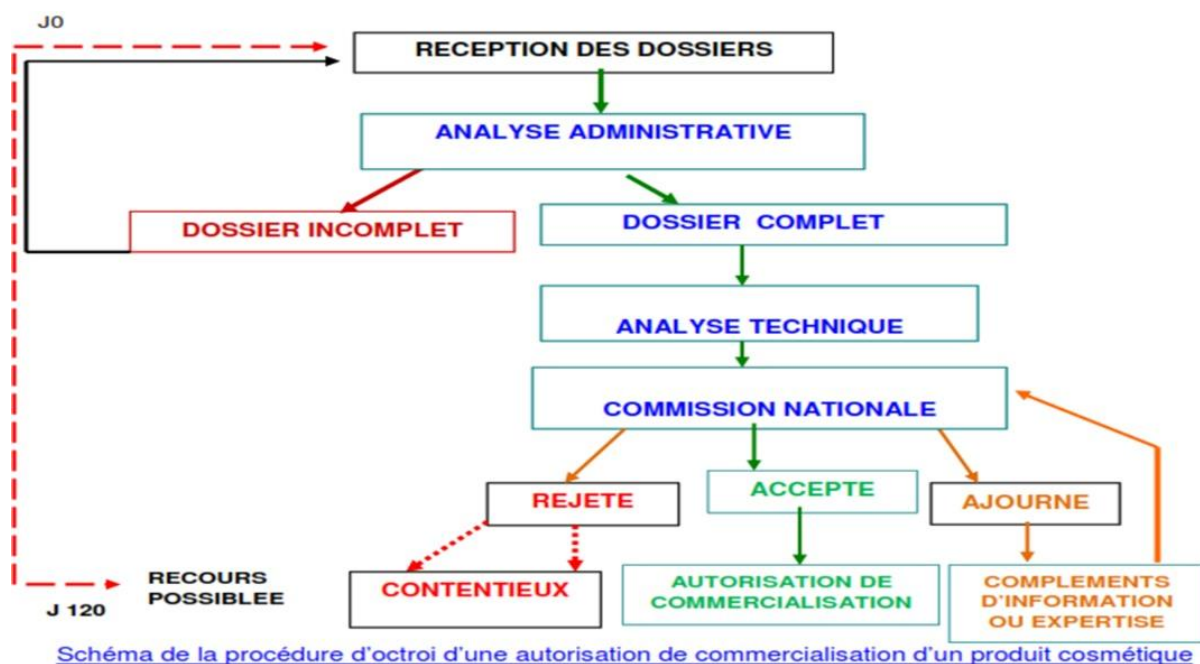 J0
RECEPTION DES DOSSIERS
ANALYSE ADMINISTRATIVE
DOSSIER INCOMPLET
DOSSIER COMPLET
ANALYSE TECHNIQUE
COMMISSION NATIONALE
REJETE
ACCEPTE
AJOURNE
RECOURS
POSSIBLEE
J 120
CONTENTIEUX
AUTORISATION DE
COMMERCIALISATION
COMPLEMENTS
D'INFORMATION
OU EXPERTISE
Schéma de la procédure d'octroi d'une autorisation de commercialisation d'un produit cosmétique